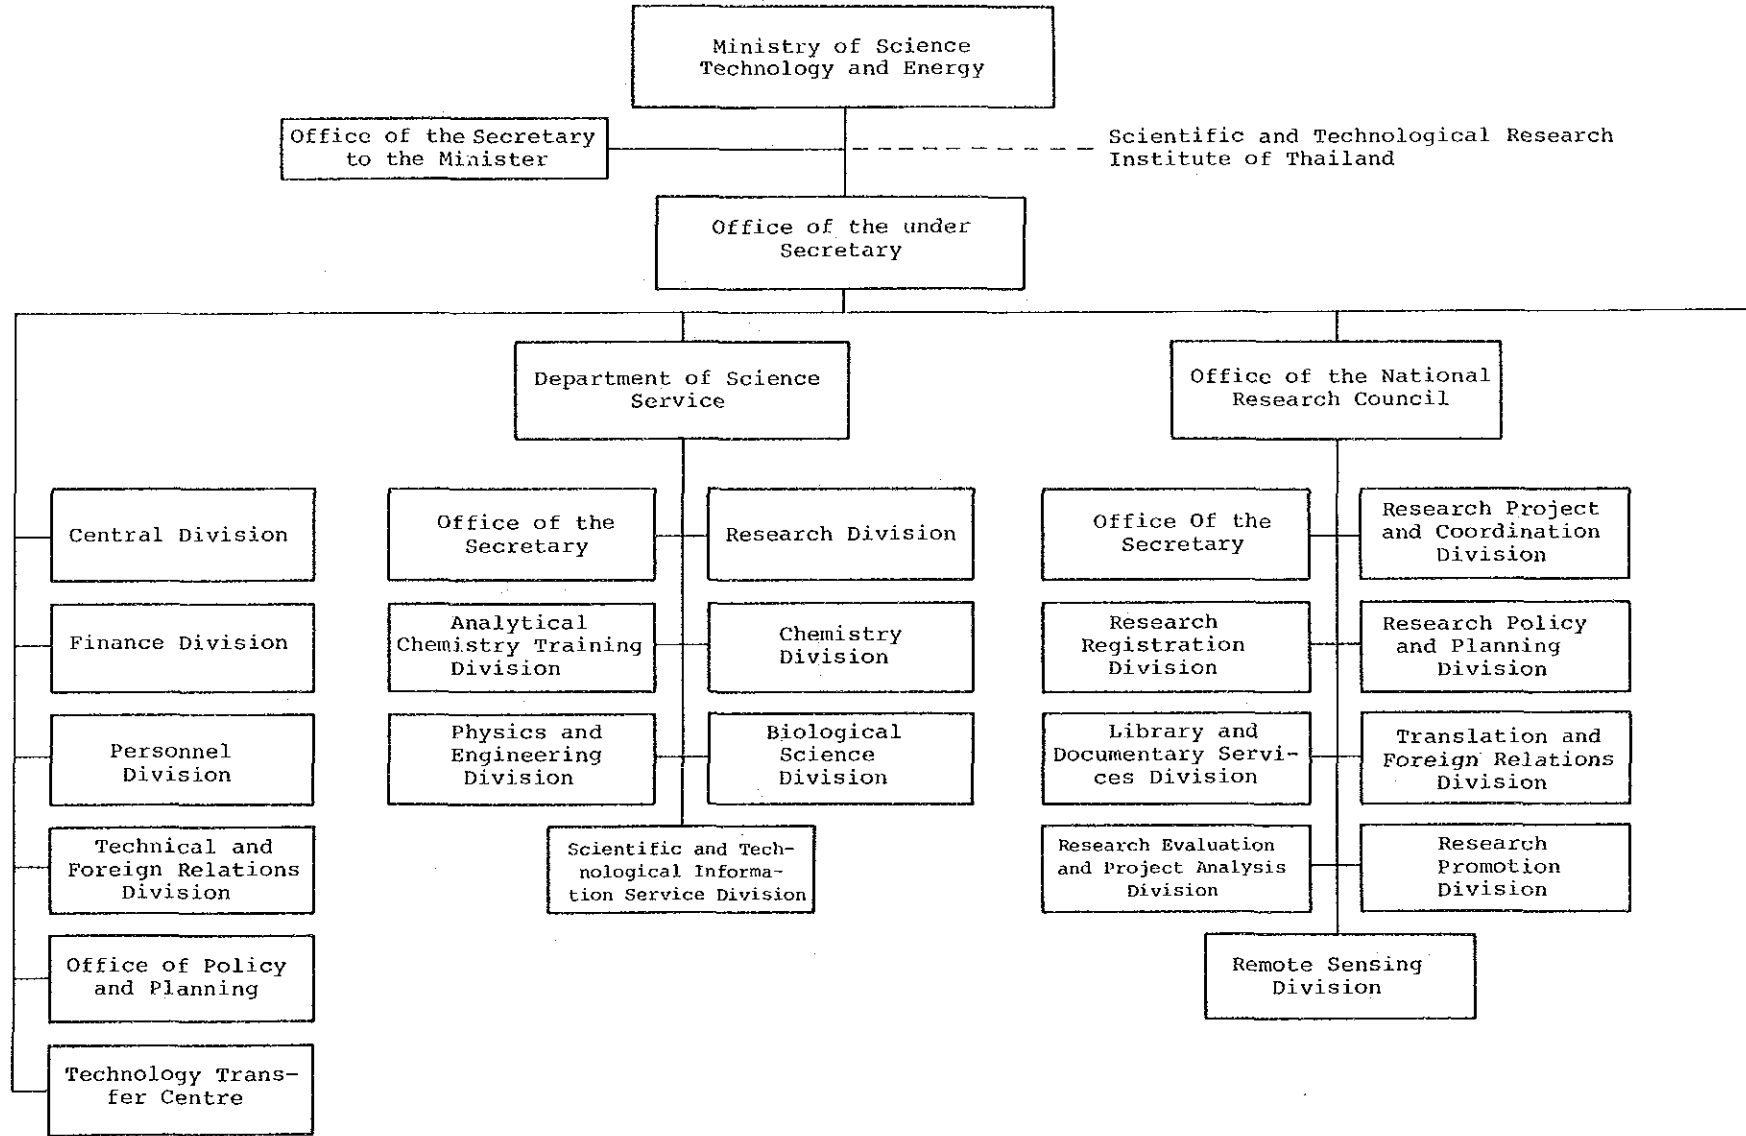 Ministry of Science
Technology and Energy
Office of the Secretary
to the Minister
Scientific and Technological Research
Institute of Thailand
Office of the under
Secretary
Department of Science
Service
Office of the National
Research Council
Central Division
Finance Division
Personnel
Division
Technical and
Foreign Relations
Division
Office of Policy
and Planning
Technology Trans-
fer Centre
Office of the
Secretary
Research Division
Analytical
Chemistry Training
Division
Chemistry
Division
Physics and
Engineering
Division
Biological
Science
Division
Scientific and Tech-
nological Informa-
tion Service Division
Office Of the
Secretary
Research Project
and Coordination
Division
Research
Registration
Division
Research Policy
and Planning
Division
Library and
Documentary Servi-
ces Division
Translation and
Foreign Relations
Division
Research Evaluation
and Project Analysis
Division
Research
Promotion
Division
Remote Sensing
Division